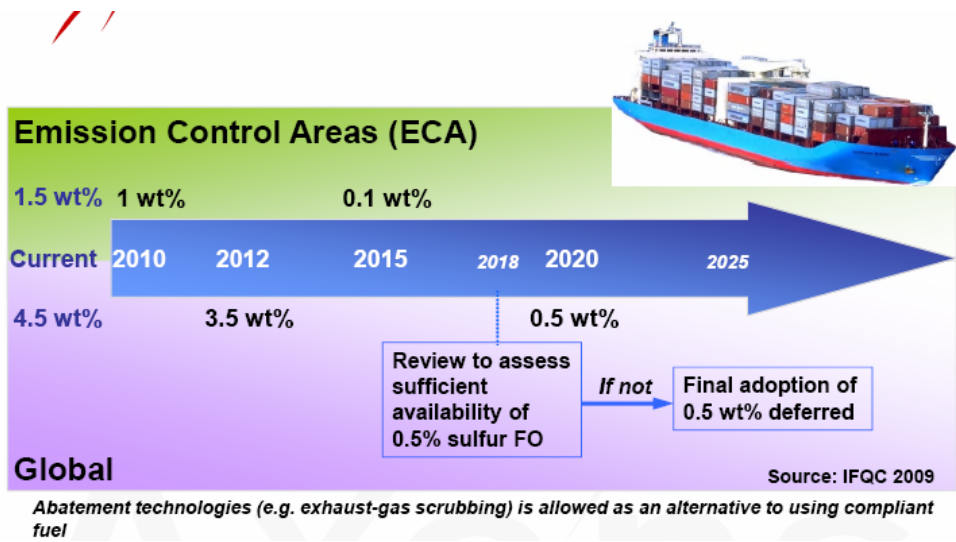 Emission Control Areas (ECA)
1.5 wt% 1 wt% 0.1 wt%
Current 2010 2012 2015 2018 2020 2025
4.5 wt% 3.5 wt% 0.5 wt%
Review to assess
sufficient
availability of
0.5% sulfur FO
If not
Final adoption of
0.5 wt% deferred
Global
Source: IFQC 2009
Abatement technologies (e.g. exhaust-gas scrubbing) is allowed as an alternative to using compliant
fuel